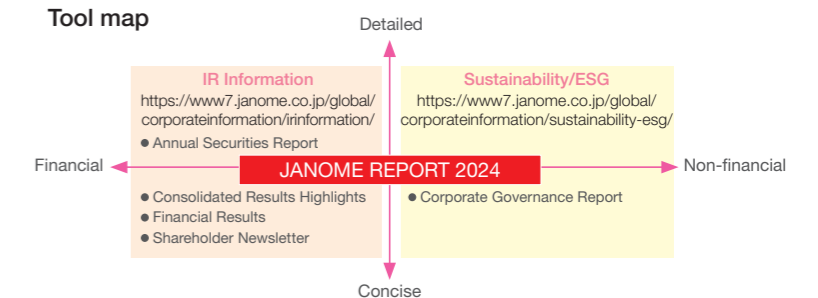 Tool map
Detailed
IR Information
https://www7.janome.co.jp/global/
corporateinformation/irinformation/
● Annual Securities Report
Sustainability/ESG
https://www7.janome.co.jp/global/
corporateinformation/sustainability-esg/
Financial
JANOME REPORT 2024
Non-financial
● Consolidated Results Highlights
● Financial Results
● Shareholder Newsletter
● Corporate Governance Report
Concise